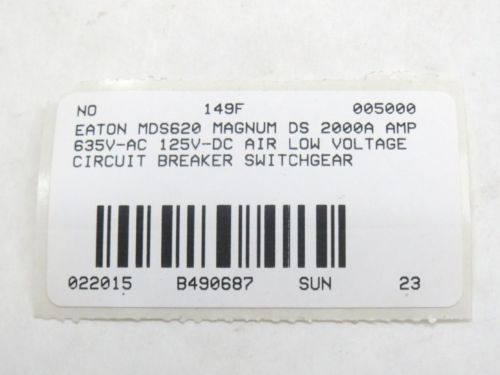 NO 149F 005000
EATON MDS620 MAGNUM DS 2000A AMP
635V-AC 125V-DC AIR LOW VOLTAGE
CIRCUIT BREAKER SWITCHGEAR
022015 B490687 SUN 23